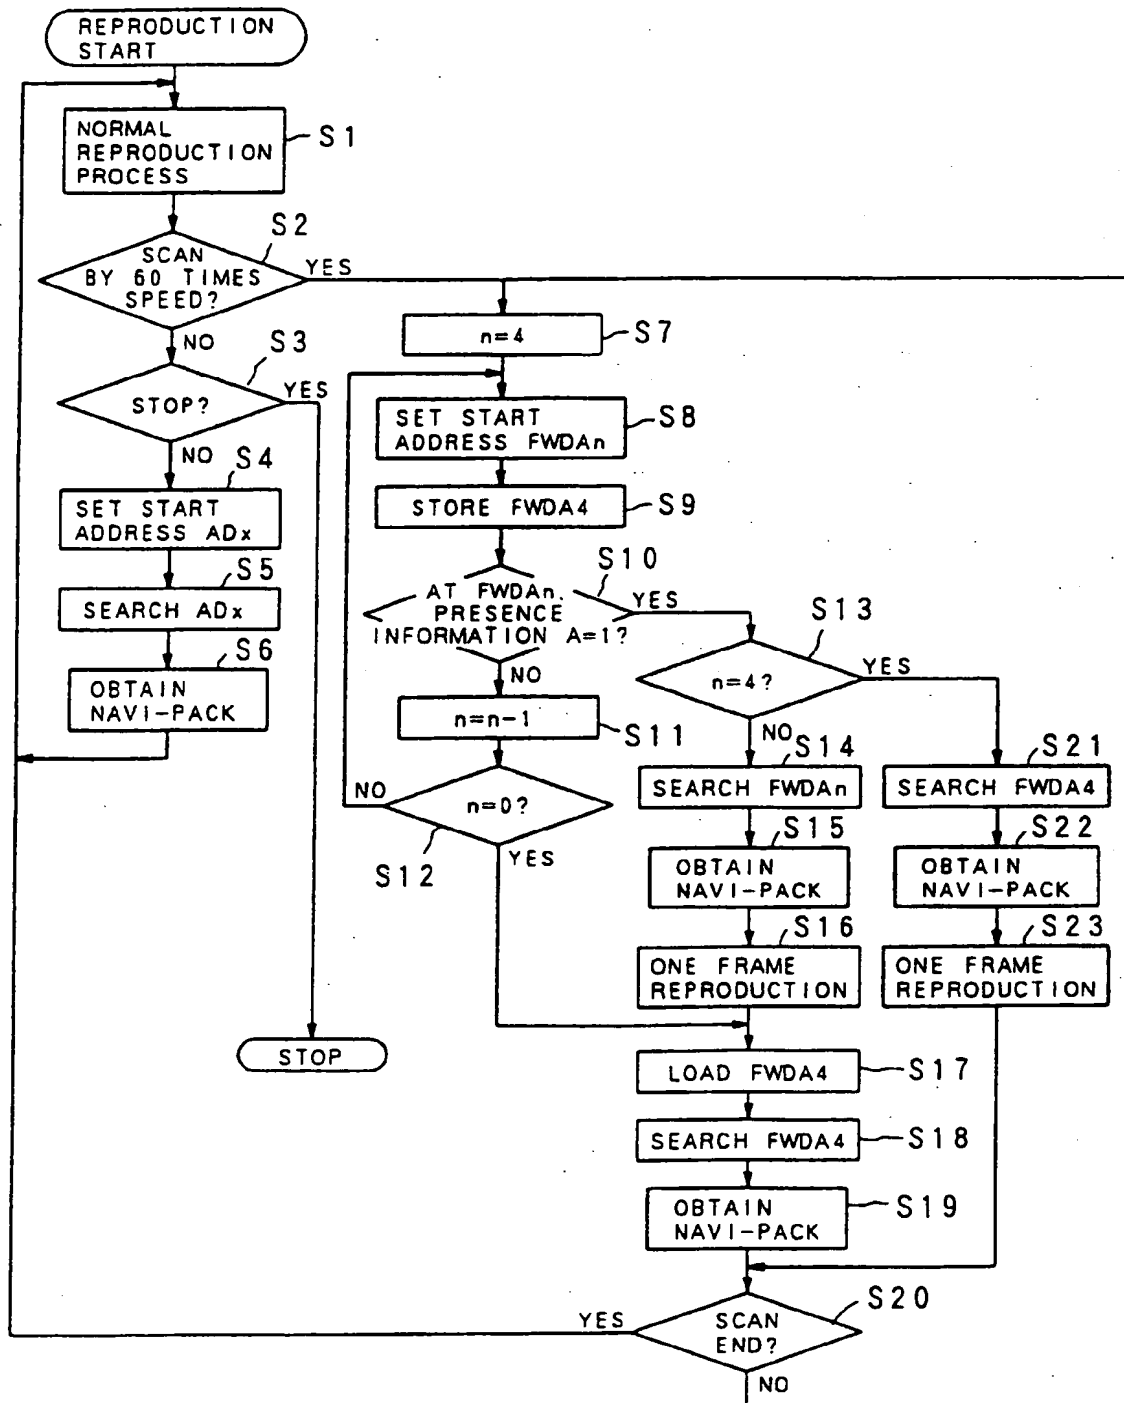 REPRODUCTION
START
NORMAL
REPRODUCTION
PROCESS
S1
S2
SCAN
BY 60 TIMES
SPEED?
YES
NO
S3
STOP?
YES
NO
S4
SET START
ADDRESS ADx
S5
SEARCH ADx
S6
OBTAIN
NAVI-PACK
STOP
n=4
S7
SET START
ADDRESS FWDAn
S8
STORE FWDA4
S9
S10
AT FWDAn,
PRESENCE
INFORMATION A=1?
YES
NO
n=n-1
S11
n=0?
NO
S12
YES
S13
n=4?
YES
NO
S14
SEARCH FWDAn
S15
OBTAIN
NAVI-PACK
S16
ONE FRAME
REPRODUCTION
S21
SEARCH FWDA4
S22
OBTAIN
NAVI-PACK
S23
ONE FRAME
REPRODUCTION
LOAD FWDA4
S17
SEARCH FWDA4
S18
OBTAIN
NAVI-PACK
S19
S20
SCAN
END?
YES
NO